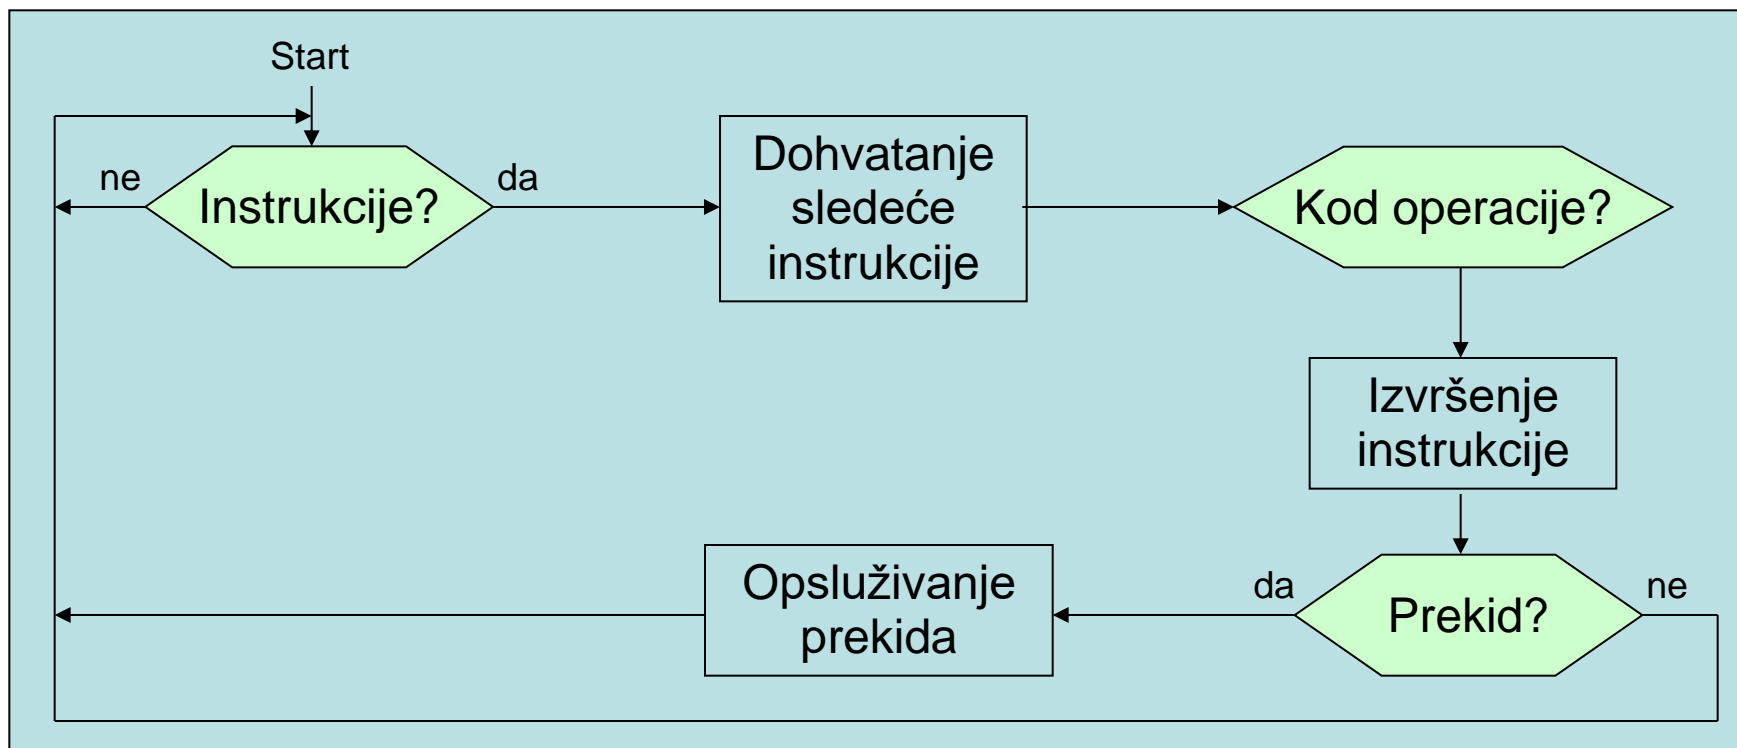 Start
ne
Instrukcije?
da
Dohvatanje
sledeće
instrukcije
Kod operacije?
Izvršenje
instrukcije
Opsluživanje
prekida
da
Prekid?
ne